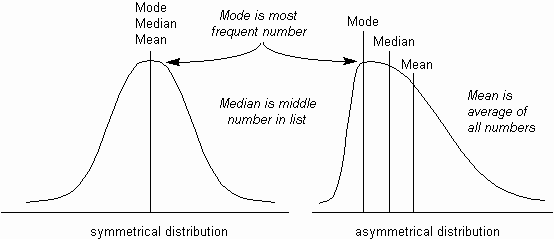 Mode
Median
Mean
Mode is most
frequent number
Median is middle
number in list
symmetrical distribution
Mode
Median
Mean
Mean is
average of
all numbers
asymmetrical distribution